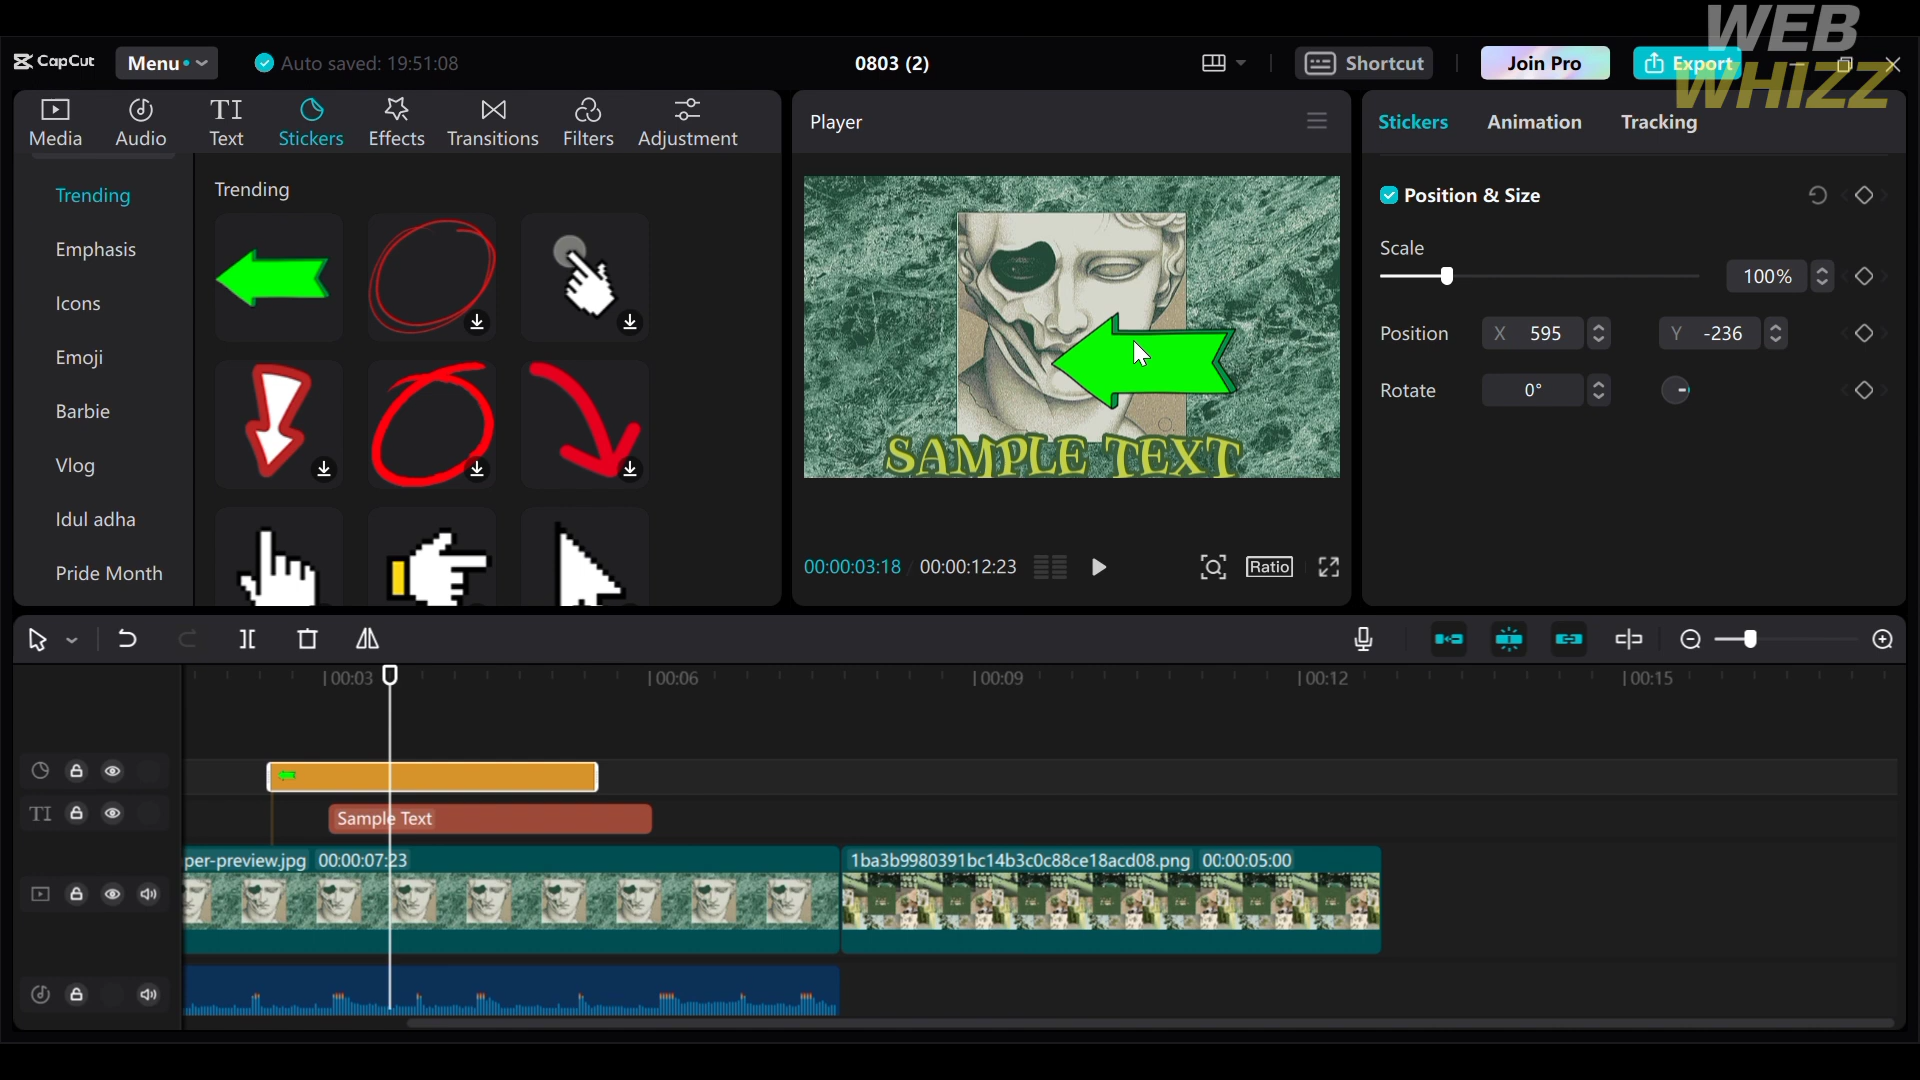 WEB
WHIZZ
CapCut
Menu
Auto saved: 19:51:08
0803 (2)
Shortcut
Join Pro
Export
Media
Audio
TI
Text
Stickers
Effects
Transitions
Filters
Adjustment
Trending
Emphasis
Icons
Emoji
Barbie
Vlog
Idul adha
Pride Month
Trending
Player
SAMPLE TEXT
00:00:03:18
00:00:12:23
Ratio
Stickers
Animation
Tracking
Position & Size
Scale
100%
Position
X 595
Y -236
Rotate
0°
00:03
00:06
00:09
00:12
00:15
TI
Sample Text
per-preview.jpg 00:00:07:23
1ba3b9980391bc14b3c0c88ce18acd08.png 00:00:05:00